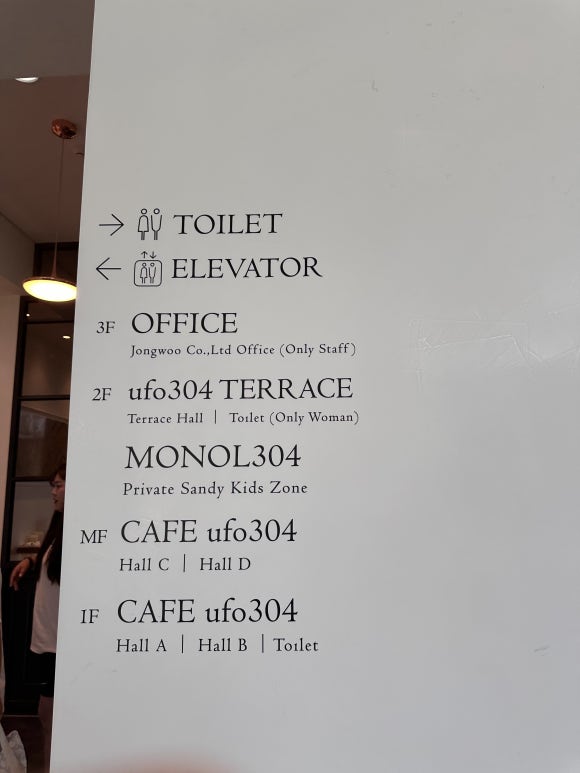 → TOILET
← ELEVATOR
3F OFFICE
Jongwoo Co.,Ltd Office (Only Staff)
2F ufo304 TERRACE
Terrace Hall | Toilet (Only Woman)
MONOL304
Private Sandy Kids Zone
MF CAFE ufo304
Hall C | Hall D
1F CAFE ufo304
Hall A | Hall B | Toilet